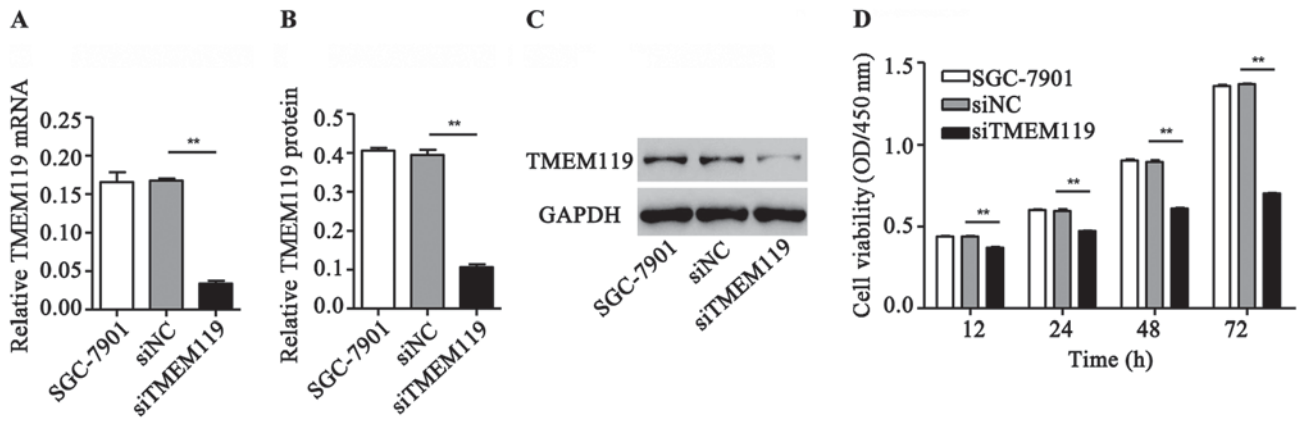 A
Relative TMEM119 mRNA
0.25
0.20
0.15
0.10
0.05
0.00
**
SGC-7901
siNC
siTMEM119
B
Relative TMEM119 protein
0.5
0.4
0.3
0.2
0.1
0.0
**
SGC-7901
siNC
siTMEM119
C
TMEM119
GAPDH
SGC-7901
siNC
siTMEM119
D
Cell viability (OD/450 nm)
1.5
1.0
0.5
0.0
SGC-7901
siNC
siTMEM119
**
**
**
**
12
24
48
72
Time (h)